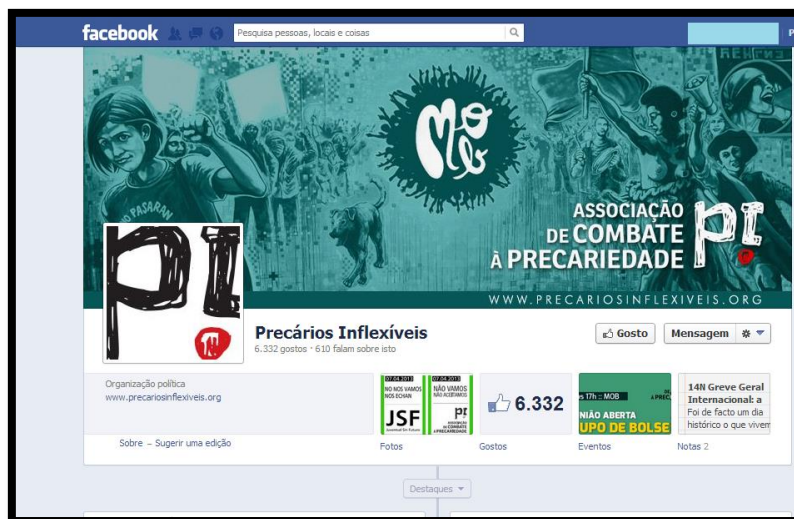 facebook
Pesquisa pessoas, locais e coisas
P
PASARAN
Mob
ASSOCIAÇÃO
DE COMBATE
À PRECARIEDADE
PI
WWW.PRECARIOSINFLEXIVEIS.ORG
PI
Precários Inflexíveis
6.332 gostos · 610 falam sobre isto
Gosto
Mensagem
Organização política
www.precariosinflexiveis.org
Sobre – Sugerir uma edição
07.04.2013
NO NOS VAMOS
NOS ECHAN
JSF
07.04.2013
NÃO VAMOS
NÃO ACEITAMOS
PI
Fotos
6.332
Gostos
s 17h :: MOB
NIÃO ABERTA
UPO DE BOLSE
Eventos
14N Greve Geral
Internacional: a
Foi de facto um dia
histórico o que vivem
Notas 2
Destaques